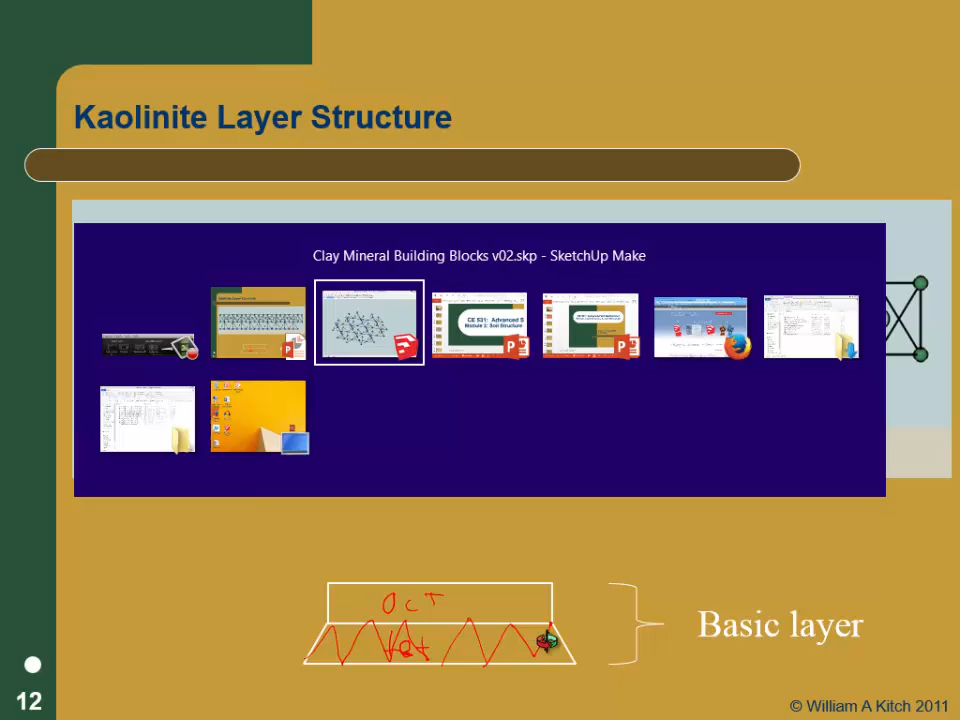 Kaolinite Layer Structure
Clay Mineral Building Blocks v02.skp - SketchUp Make
CE 531: Advanced S
Module 2: Soil Structure
OCT
tet
Basic layer
12
© William A Kitch 2011